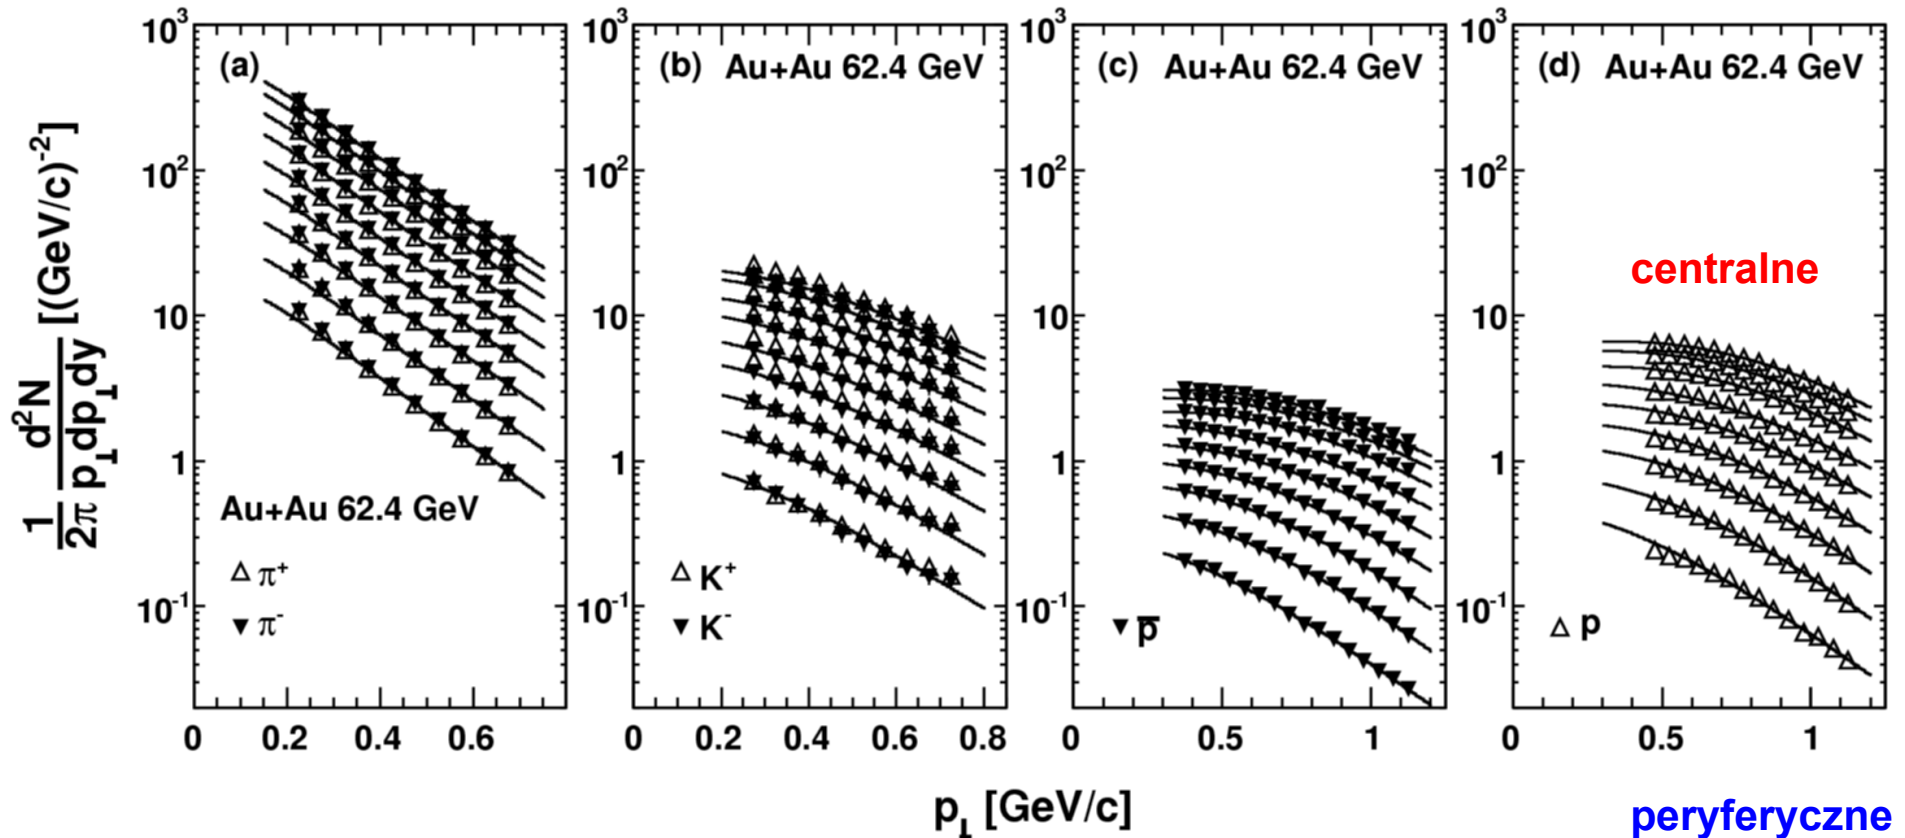 1/2π d²N/p⊥dp⊥dy [(GeV/c)⁻²]
10³ 10² 10 1 10⁻¹
(a)
Au+Au 62.4 GeV
△ π⁺
▼ π⁻
0 0.2 0.4 0.6
10³ 10² 10 1 10⁻¹
(b) Au+Au 62.4 GeV
△ K⁺
▼ K⁻
0 0.2 0.4 0.6 0.8
10³ 10² 10 1 10⁻¹
(c) Au+Au 62.4 GeV
▼ p̄
0 0.5 1
10³ 10² 10 1 10⁻¹
(d) Au+Au 62.4 GeV
centralne
△ p
0 0.5 1
p⊥ [GeV/c]
peryferyczne